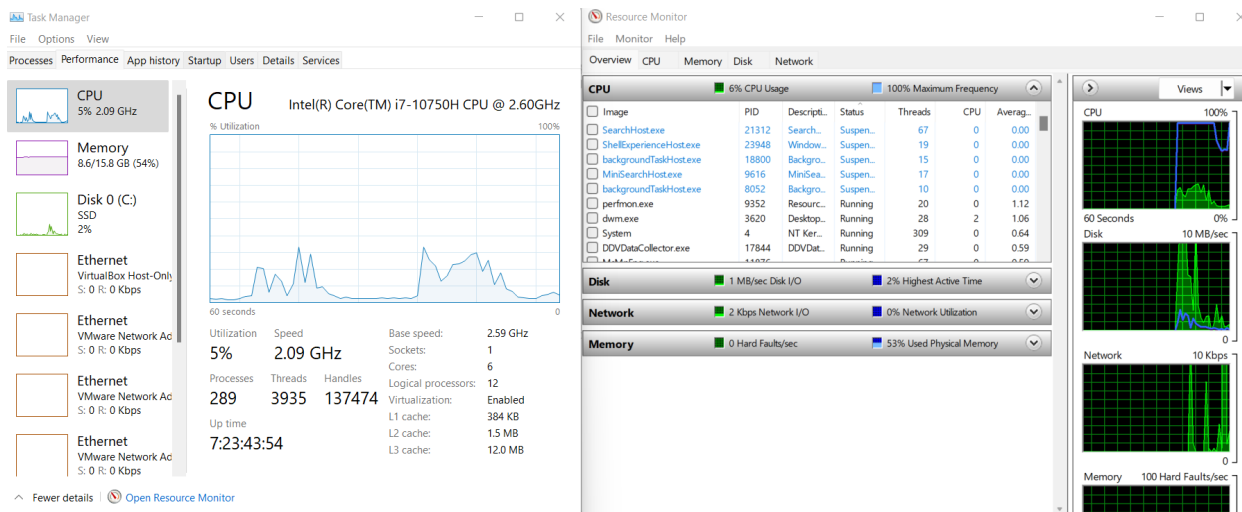 Task Manager
File Options View
Processes Performance App history Startup Users Details Services
CPU
5% 2.09 GHz
Memory
8.6/15.8 GB (54%)
Disk 0 (C:)
SSD
2%
Ethernet
VirtualBox Host-Only
S: 0 R: 0 Kbps
Ethernet
VMware Network Ad
S: 0 R: 0 Kbps
Ethernet
VMware Network Ad
S: 0 R: 0 Kbps
Ethernet
VMware Network Ad
S: 0 R: 0 Kbps
CPU Intel(R) Core(TM) i7-10750H CPU @ 2.60GHz
% Utilization 100%
60 seconds 0
Utilization Speed
5% 2.09 GHz
Processes Threads Handles
289 3935 137474
Up time
7:23:43:54
Base speed: 2.59 GHz
Sockets: 1
Cores: 6
Logical processors: 12
Virtualization: Enabled
L1 cache: 384 KB
L2 cache: 1.5 MB
L3 cache: 12.0 MB
Fewer details Open Resource Monitor
Resource Monitor
File Monitor Help
Overview CPU Memory Disk Network
CPU 6% CPU Usage 100% Maximum Frequency
Image PID Descripti... Status Threads CPU Averag...
SearchHost.exe 21312 Search... Suspen... 67 0 0.00
ShellExperienceHost.exe 23948 Window... Suspen... 19 0 0.00
backgroundTaskHost.exe 18800 Backgro... Suspen... 15 0 0.00
MiniSearchHost.exe 9616 MiniSea... Suspen... 17 0 0.00
backgroundTaskHost.exe 8052 Backgro... Suspen... 10 0 0.00
perfmon.exe 9352 Resourc... Running 20 0 1.12
dwm.exe 3620 Desktop... Running 28 2 1.06
System 4 NT Ker... Running 309 0 0.64
DDVDataCollector.exe 17844 DDVDat... Running 29 0 0.59
Disk 1 MB/sec Disk I/O 2% Highest Active Time
Network 2 Kbps Network I/O 0% Network Utilization
Memory 0 Hard Faults/sec 53% Used Physical Memory
Views
CPU 100%
60 Seconds 0%
Disk 10 MB/sec
0
Network 10 Kbps
0
Memory 100 Hard Faults/sec